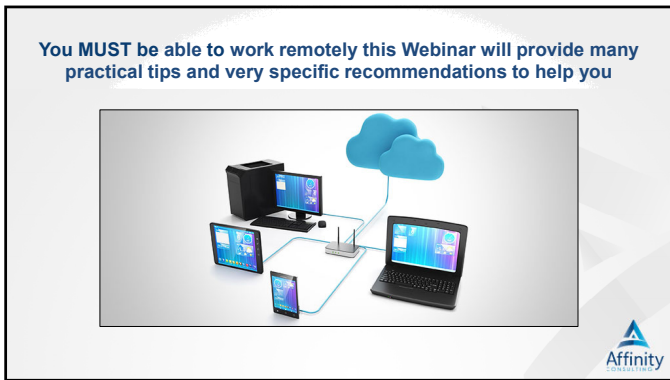 You MUST be able to work remotely this Webinar will provide many
practical tips and very specific recommendations to help you
Affinity
CONSULTING